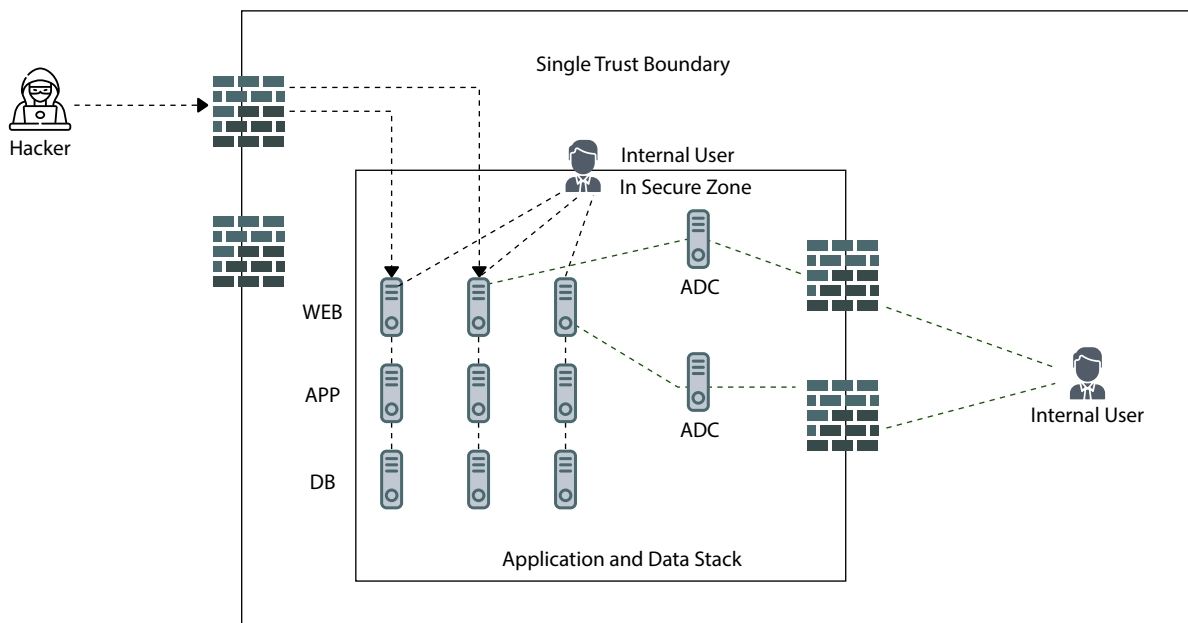 Single Trust Boundary
Hacker
Internal User
In Secure Zone
ADC
WEB
ADC
APP
Internal User
DB
Application and Data Stack